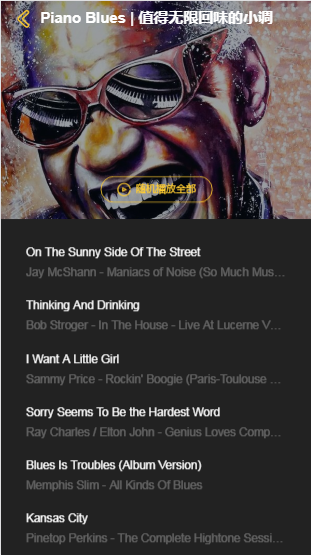 Piano Blues | 值得无限回味的小调
随机播放全部
On The Sunny Side Of The Street
Jay McShann - Maniacs of Noise (So Much Mus...
Thinking And Drinking
Bob Stroger - In The House - Live At Lucerne V...
I Want A Little Girl
Sammy Price - Rockin' Boogie (Paris-Toulouse ...
Sorry Seems To Be the Hardest Word
Ray Charles / Elton John - Genius Loves Comp...
Blues Is Troubles (Album Version)
Memphis Slim - All Kinds Of Blues
Kansas City
Pinetop Perkins - The Complete Hightone Sessi...